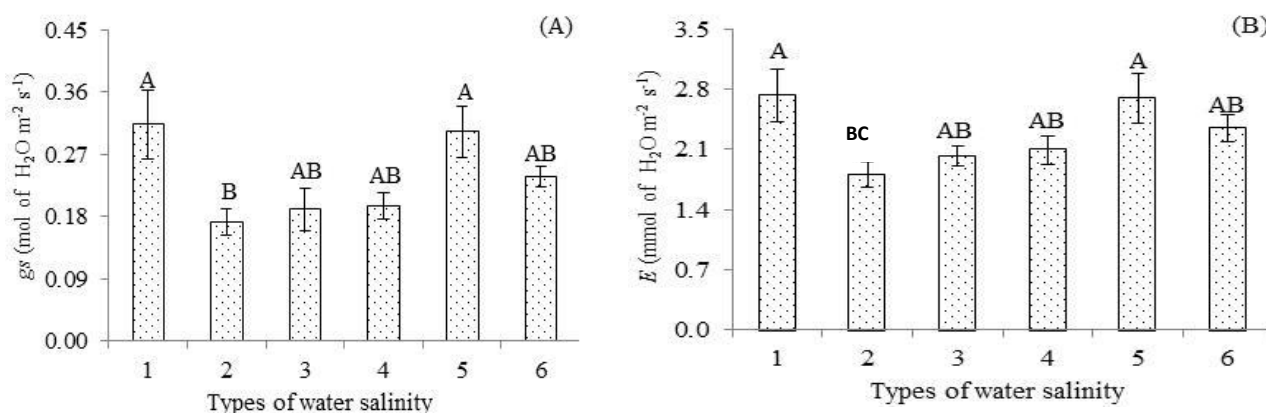 (A)
gs (mol of H₂O m⁻² s⁻¹)
0.45
0.36
0.27
0.18
0.09
0.00
A
B
AB
AB
A
AB
1 2 3 4 5 6
Types of water salinity
(B)
E (mmol of H₂O m⁻² s⁻¹)
3.5
2.8
2.1
1.4
0.7
0.0
A
BC
AB
AB
A
AB
1 2 3 4 5 6
Types of water salinity